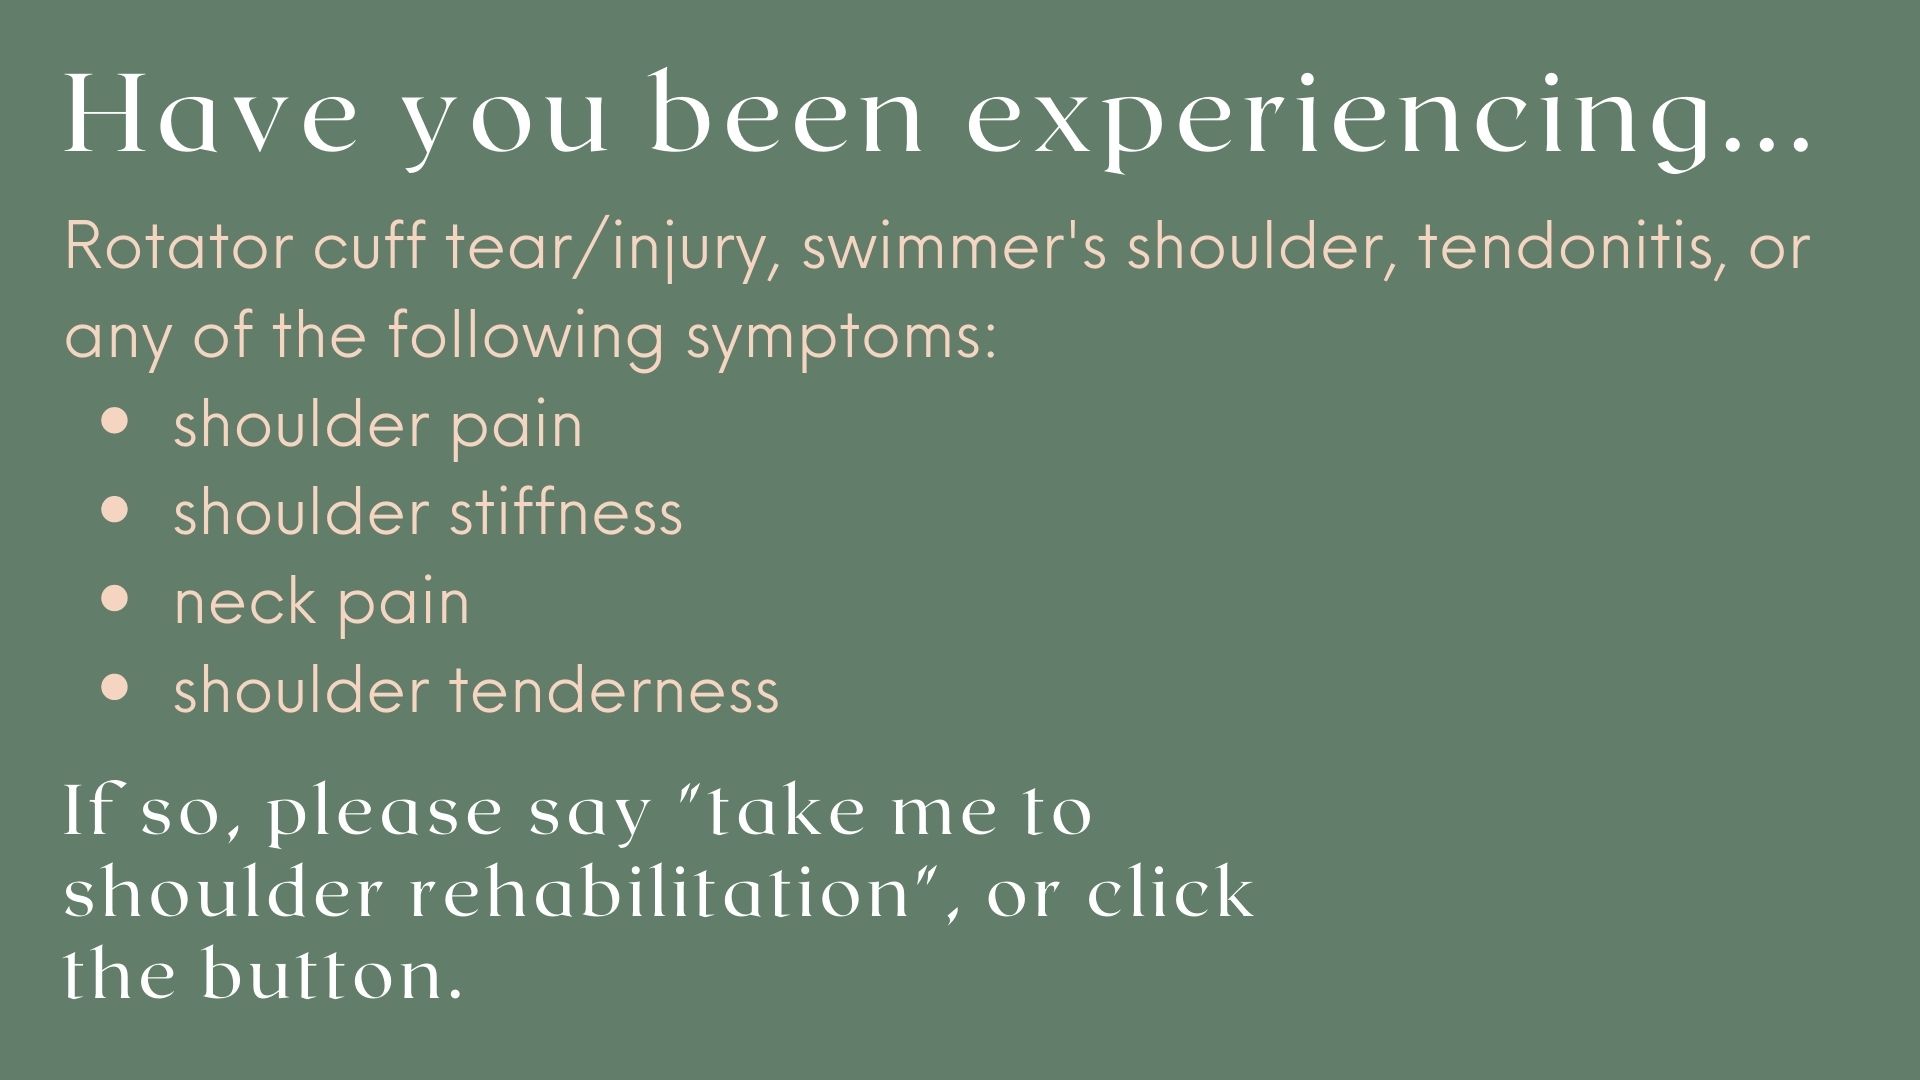 Have you been experiencing...
Rotator cuff tear/injury, swimmer's shoulder, tendonitis, or
any of the following symptoms:
• shoulder pain
• shoulder stiffness
• neck pain
• shoulder tenderness
If so, please say "take me to
shoulder rehabilitation", or click
the button.